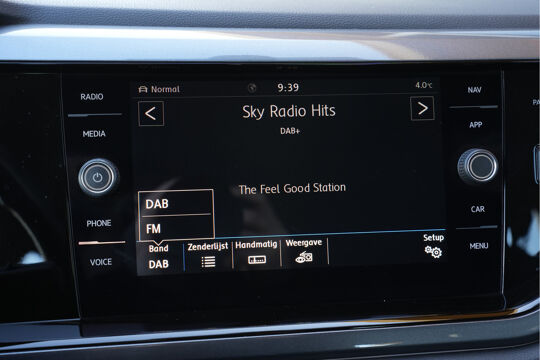 RADIO
MEDIA
PHONE
VOICE
Normal
9:39
4.0°C
<
Sky Radio Hits
>
DAB+
The Feel Good Station
DAB
FM
Band
DAB
Zenderlijst
Handmatig
Weergave
Setup
NAV
APP
CAR
MENU